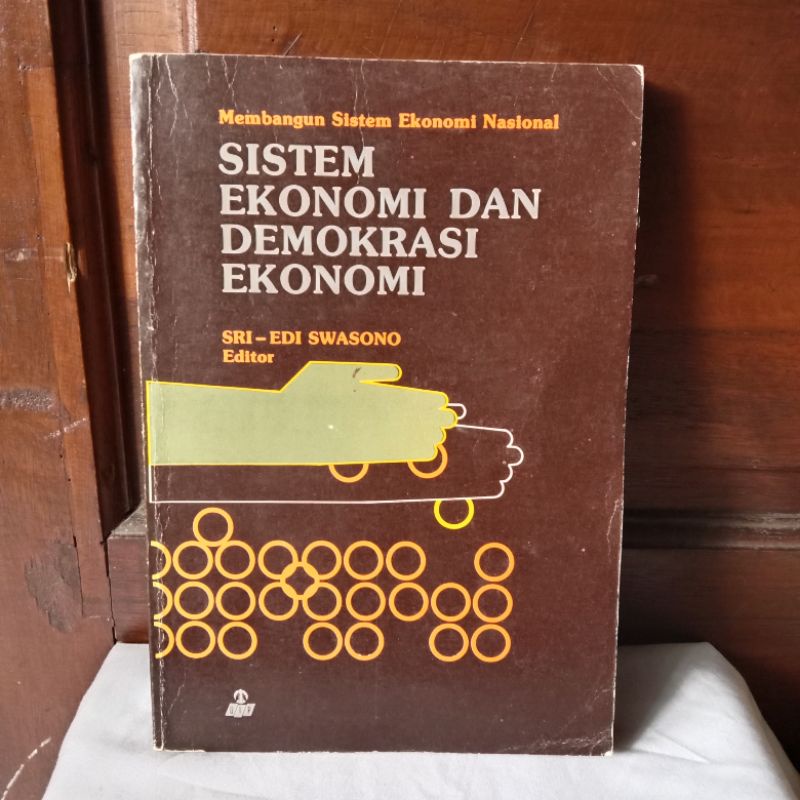 Membangun Sistem Ekonomi Nasional
SISTEM
EKONOMI DAN
DEMOKRASI
EKONOMI
SRI – EDI SWASONO
Editor